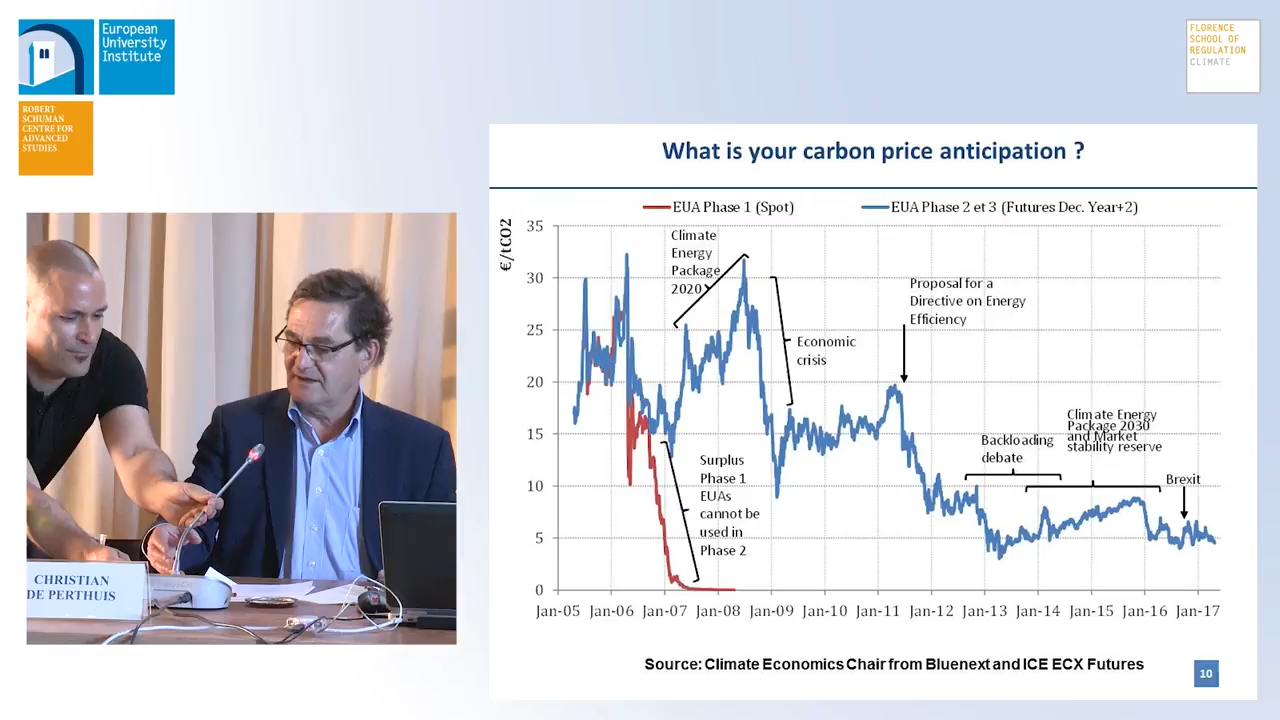 European
University
Institute
ROBERT
SCHUMAN
CENTRE FOR
ADVANCED
STUDIES
FLORENCE
SCHOOL OF
REGULATION
CLIMATE
CHRISTIAN
DE PERTHUIS
What is your carbon price anticipation ?
EUA Phase 1 (Spot)
EUA Phase 2 et 3 (Futures Dec. Year+2)
€/tCO2
35
30
25
20
15
10
5
0
Climate
Energy
Package
2020
Economic
crisis
Proposal for a
Directive on Energy
Efficiency
Surplus
Phase 1
EUAs
cannot be
used in
Phase 2
Backloading
debate
Climate Energy
Package 2030
and Market
stability reserve
Brexit
Jan-05 Jan-06 Jan-07 Jan-08 Jan-09 Jan-10 Jan-11 Jan-12 Jan-13 Jan-14 Jan-15 Jan-16 Jan-17
Source: Climate Economics Chair from Bluenext and ICE ECX Futures
10